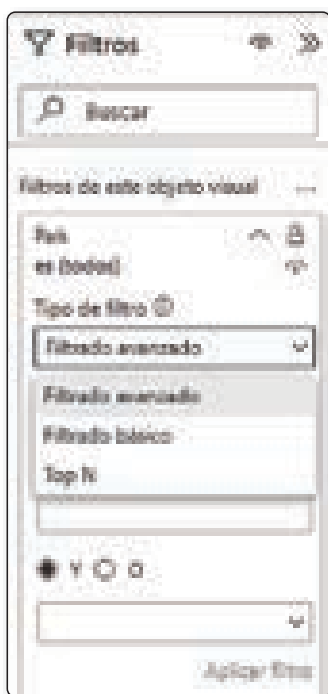 Filtros
Buscar
Filtros de este objeto visual ...
País
es (todos)
Tipo de filtro
Filtrado avanzado
Filtrado avanzado
Filtrado básico
Top N
Y O
Aplicar filtro